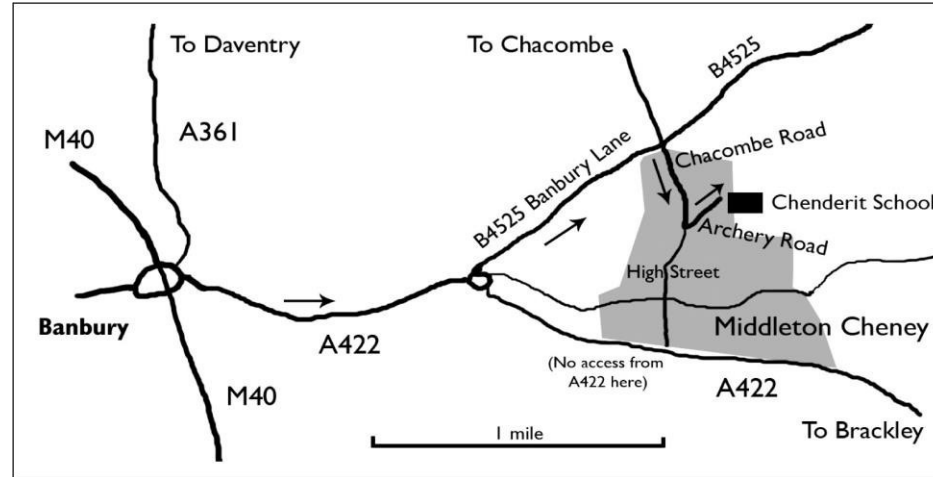 To Daventry
To Chacombe
B4525
M40
A361
Chacombe Road
B4525 Banbury Lane
Chenderit School
Archery Road
High Street
Banbury
A422
Middleton Cheney
(No access from
A422 here)
A422
M40
1 mile
To Brackley